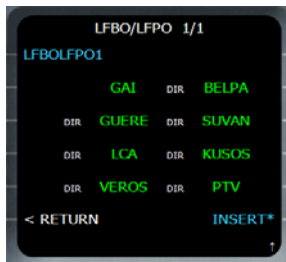 LFBO/LFPO 1/1
LFBOLFPO1
GAI DIR BELPA
DIR GUERE DIR SUVAN
DIR LCA DIR KUSOS
DIR VEROS DIR PTV
< RETURN INSERT*
↑